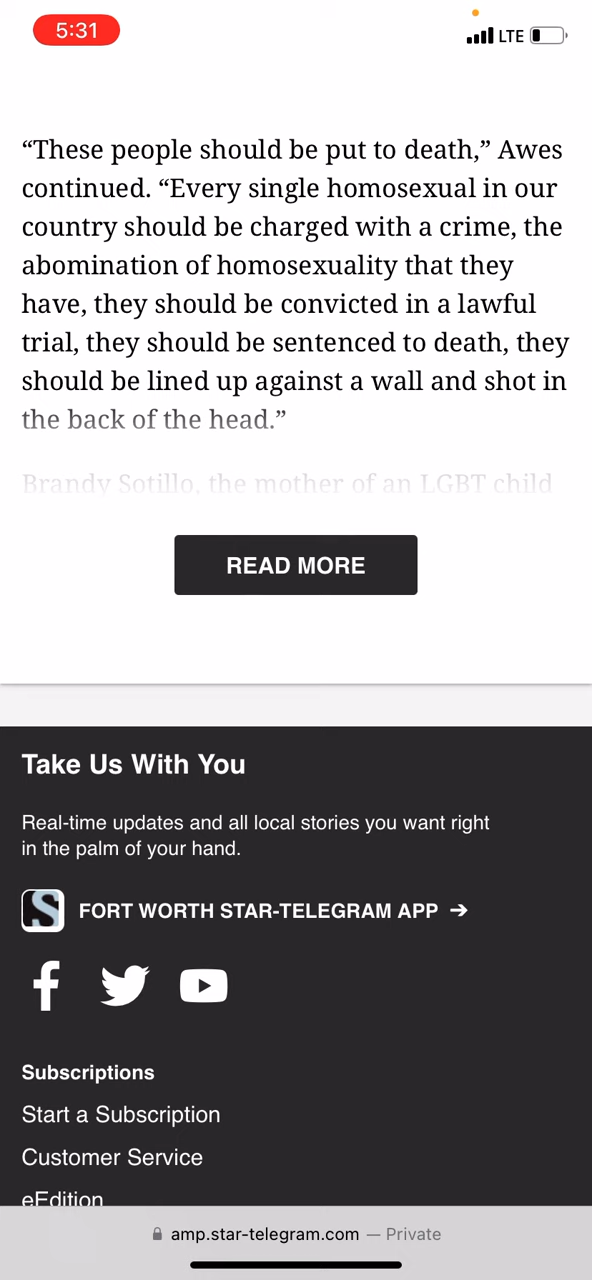 5:31
LTE
“These people should be put to death,” Awes
continued. “Every single homosexual in our
country should be charged with a crime, the
abomination of homosexuality that they
have, they should be convicted in a lawful
trial, they should be sentenced to death, they
should be lined up against a wall and shot in
the back of the head.”
Brandy Sotillo, the mother of an LGBT child
READ MORE
Take Us With You
Real-time updates and all local stories you want right
in the palm of your hand.
S FORT WORTH STAR-TELEGRAM APP →
Subscriptions
Start a Subscription
Customer Service
eEdition
amp.star-telegram.com — Private